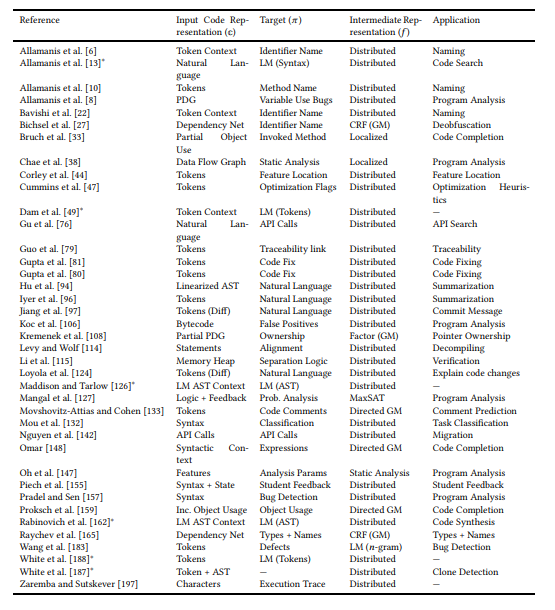 Reference Input Code Rep- Target (π) Intermediate Rep- Application
resentation (c) resentation (f)
Allamanis et al. [6] Token Context Identifier Name Distributed Naming
Allamanis et al. [13]* Natural Lan- LM (Syntax) Distributed Code Search
guage
Allamanis et al. [10] Tokens Method Name Distributed Naming
Allamanis et al. [8] PDG Variable Use Bugs Distributed Program Analysis
Bavishi et al. [22] Token Context Identifier Name Distributed Naming
Bichsel et al. [27] Dependency Net Identifier Name CRF (GM) Deobfuscation
Bruch et al. [33] Partial Object Invoked Method Localized Code Completion
Use
Chae et al. [38] Data Flow Graph Static Analysis Localized Program Analysis
Corley et al. [44] Tokens Feature Location Distributed Feature Location
Cummins et al. [47] Tokens Optimization Flags Distributed Optimization Heuris-
tics
Dam et al. [49]* Token Context LM (Tokens) Distributed —
Gu et al. [76] Natural Lan- API Calls Distributed API Search
guage
Guo et al. [79] Tokens Traceability link Distributed Traceability
Gupta et al. [81] Tokens Code Fix Distributed Code Fixing
Gupta et al. [80] Tokens Code Fix Distributed Code Fixing
Hu et al. [94] Linearized AST Natural Language Distributed Summarization
Iyer et al. [96] Tokens Natural Language Distributed Summarization
Jiang et al. [97] Tokens (Diff) Natural Language Distributed Commit Message
Koc et al. [106] Bytecode False Positives Distributed Program Analysis
Kremenek et al. [108] Partial PDG Ownership Factor (GM) Pointer Ownership
Levy and Wolf [114] Statements Alignment Distributed Decompiling
Li et al. [115] Memory Heap Separation Logic Distributed Verification
Loyola et al. [124] Tokens (Diff) Natural Language Distributed Explain code changes
Maddison and Tarlow [126]* LM AST Context LM (AST) Distributed —
Mangal et al. [127] Logic + Feedback Prob. Analysis MaxSAT Program Analysis
Movshovitz-Attias and Cohen [133] Tokens Code Comments Directed GM Comment Prediction
Mou et al. [132] Syntax Classification Distributed Task Classification
Nguyen et al. [142] API Calls API Calls Distributed Migration
Omar [148] Syntactic Con- Expressions Directed GM Code Completion
text
Oh et al. [147] Features Analysis Params Static Analysis Program Analysis
Piech et al. [155] Syntax + State Student Feedback Distributed Student Feedback
Pradel and Sen [157] Syntax Bug Detection Distributed Program Analysis
Proksch et al. [159] Inc. Object Usage Object Usage Directed GM Code Completion
Rabinovich et al. [162]* LM AST Context LM (AST) Distributed Code Synthesis
Raychev et al. [165] Dependency Net Types + Names CRF (GM) Types + Names
Wang et al. [183] Tokens Defects LM (n-gram) Bug Detection
White et al. [188]* Tokens LM (Tokens) Distributed —
White et al. [187]* Token + AST — Distributed Clone Detection
Zaremba and Sutskever [197] Characters Execution Trace Distributed —